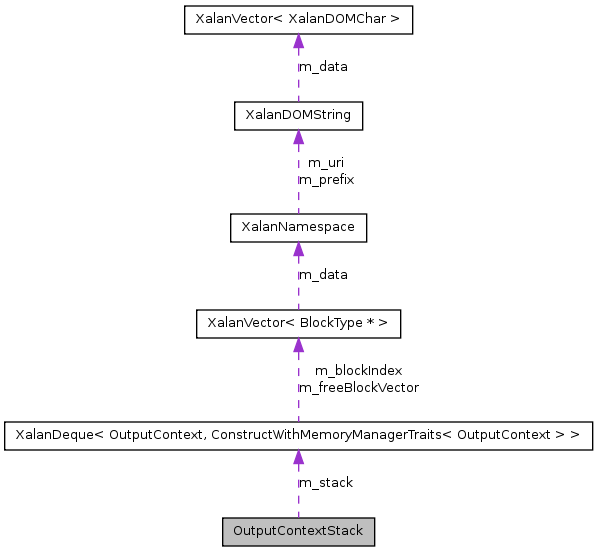 XalanVector< XalanDOMChar >
m_data
XalanDOMString
m_uri
m_prefix
XalanNamespace
m_data
XalanVector< BlockType * >
m_blockIndex
m_freeBlockVector
XalanDeque< OutputContext, ConstructWithMemoryManagerTraits< OutputContext > >
m_stack
OutputContextStack